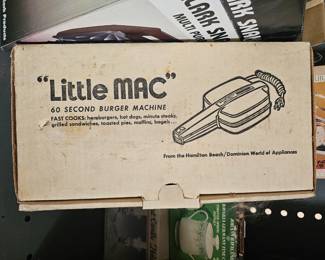 "Little MAC"
60 SECOND BURGER MACHINE
FAST COOKS: hamburgers, hot dogs, minute steaks,
grilled sandwiches, toasted pies, muffins, bagels...
From the Hamilton Beach/Dominion World of Appliances